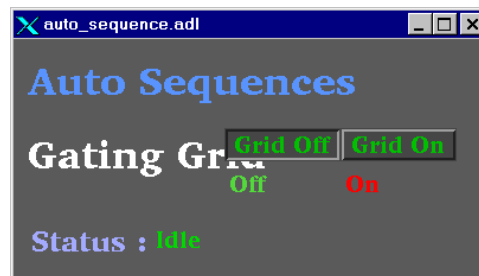 auto_sequence.adl
Auto Sequences
Gating Grid Grid Off Grid On
Off On
Status : Idle